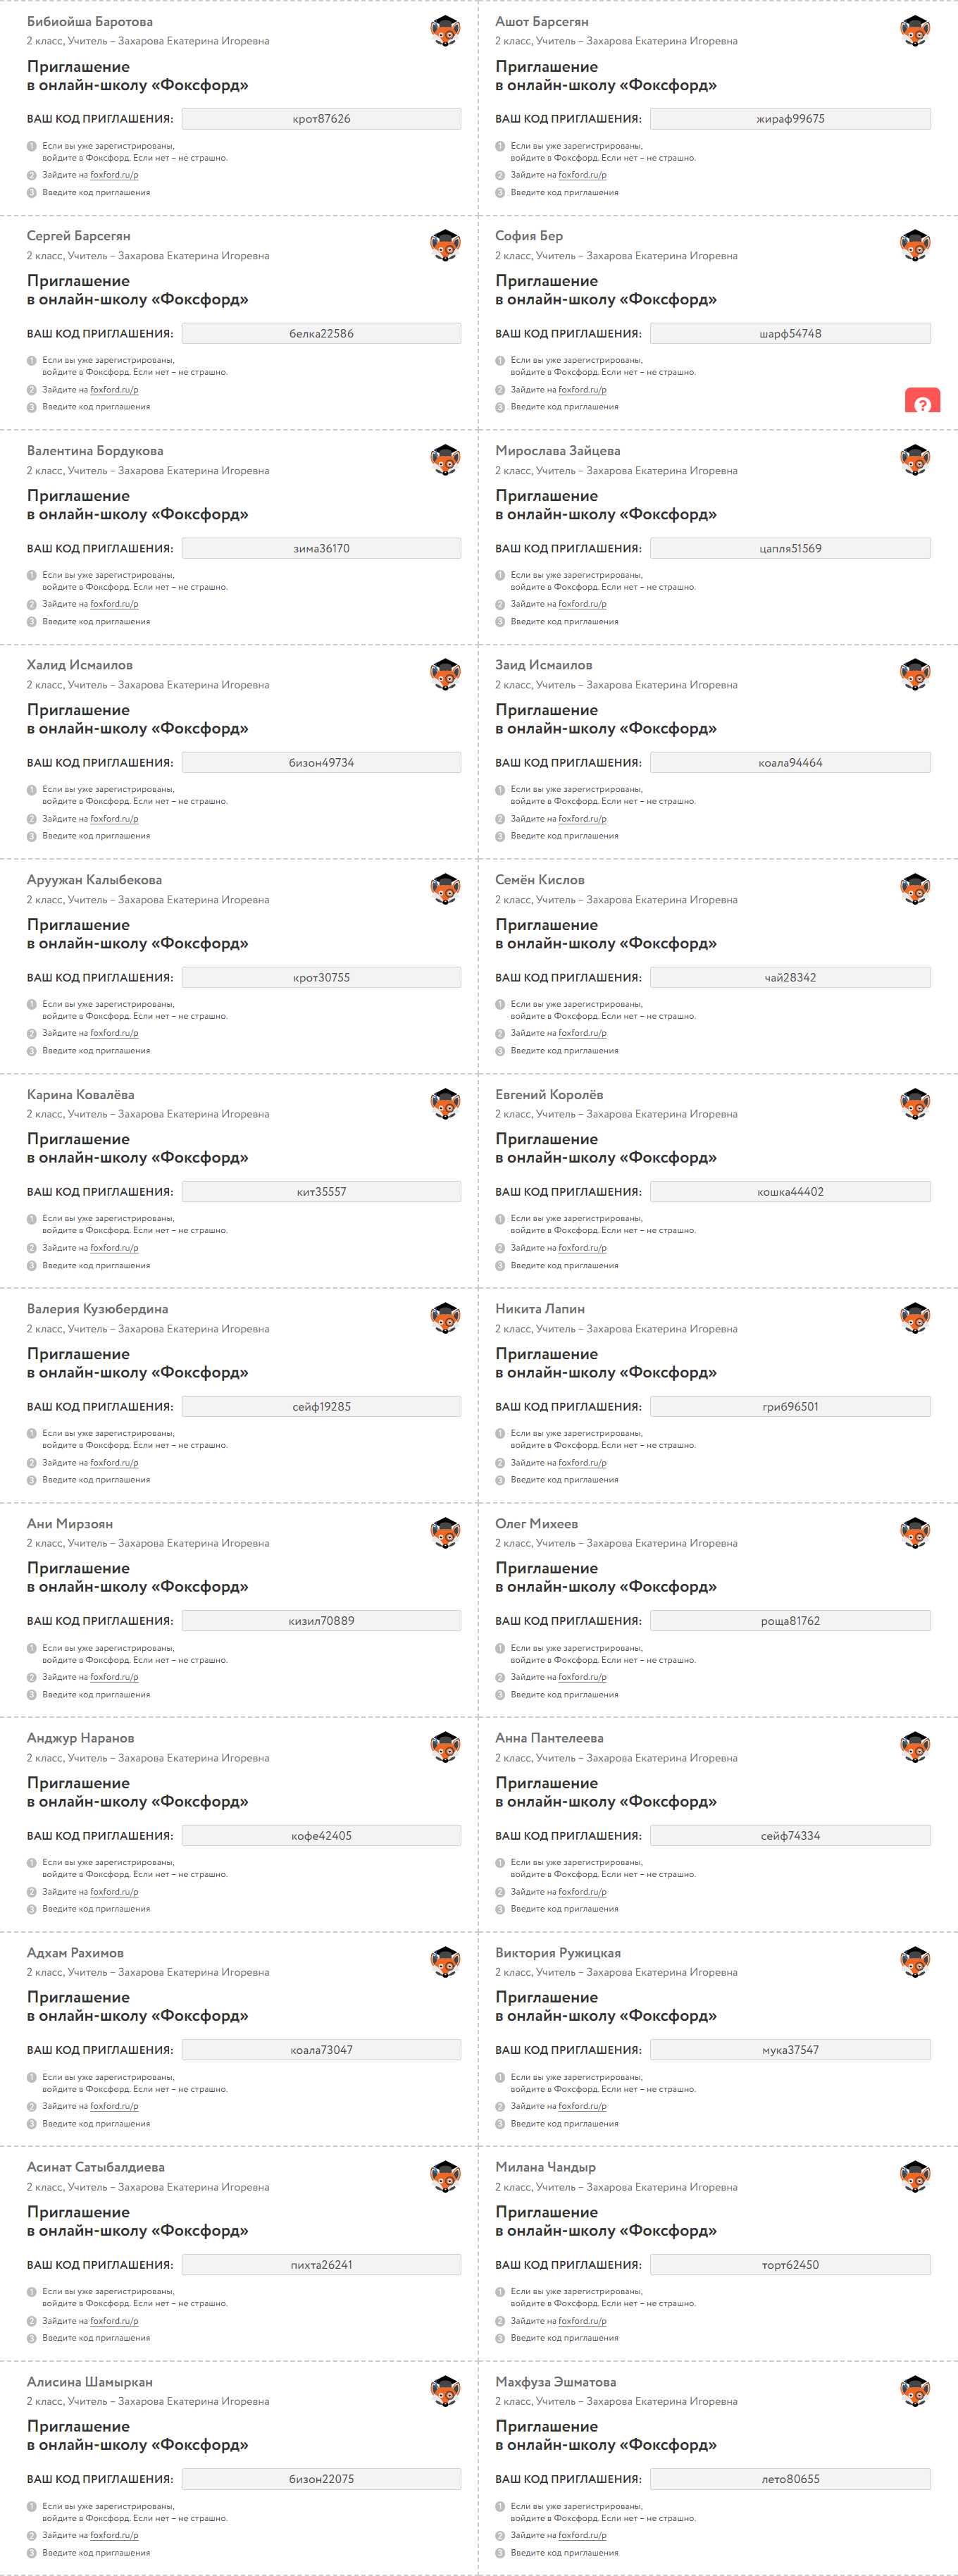 Бибиойша Баротова
2 класс, Учитель – Захарова Екатерина Игоревна
Приглашение
в онлайн-школу «Фоксфорд»
ВАШ КОД ПРИГЛАШЕНИЯ: крот87626
1 Если вы уже зарегистрированы,
войдите в Фоксфорд. Если нет – не страшно.
2 Зайдите на foxford.ru/p
3 Введите код приглашения
Ашот Барсегян
2 класс, Учитель – Захарова Екатерина Игоревна
Приглашение
в онлайн-школу «Фоксфорд»
ВАШ КОД ПРИГЛАШЕНИЯ: жираф99675
1 Если вы уже зарегистрированы,
войдите в Фоксфорд. Если нет – не страшно.
2 Зайдите на foxford.ru/p
3 Введите код приглашения
Сергей Барсегян
2 класс, Учитель – Захарова Екатерина Игоревна
Приглашение
в онлайн-школу «Фоксфорд»
ВАШ КОД ПРИГЛАШЕНИЯ: белка22586
1 Если вы уже зарегистрированы,
войдите в Фоксфорд. Если нет – не страшно.
2 Зайдите на foxford.ru/p
3 Введите код приглашения
София Бер
2 класс, Учитель – Захарова Екатерина Игоревна
Приглашение
в онлайн-школу «Фоксфорд»
ВАШ КОД ПРИГЛАШЕНИЯ: шарф54748
1 Если вы уже зарегистрированы,
войдите в Фоксфорд. Если нет – не страшно.
2 Зайдите на foxford.ru/p
3 Введите код приглашения
?
Валентина Бордукова
2 класс, Учитель – Захарова Екатерина Игоревна
Приглашение
в онлайн-школу «Фоксфорд»
ВАШ КОД ПРИГЛАШЕНИЯ: зима36170
1 Если вы уже зарегистрированы,
войдите в Фоксфорд. Если нет – не страшно.
2 Зайдите на foxford.ru/p
3 Введите код приглашения
Мирослава Зайцева
2 класс, Учитель – Захарова Екатерина Игоревна
Приглашение
в онлайн-школу «Фоксфорд»
ВАШ КОД ПРИГЛАШЕНИЯ: цапля51569
1 Если вы уже зарегистрированы,
войдите в Фоксфорд. Если нет – не страшно.
2 Зайдите на foxford.ru/p
3 Введите код приглашения
Халид Исмаилов
2 класс, Учитель – Захарова Екатерина Игоревна
Приглашение
в онлайн-школу «Фоксфорд»
ВАШ КОД ПРИГЛАШЕНИЯ: бизон49734
1 Если вы уже зарегистрированы,
войдите в Фоксфорд. Если нет – не страшно.
2 Зайдите на foxford.ru/p
3 Введите код приглашения
Заид Исмаилов
2 класс, Учитель – Захарова Екатерина Игоревна
Приглашение
в онлайн-школу «Фоксфорд»
ВАШ КОД ПРИГЛАШЕНИЯ: коала94464
1 Если вы уже зарегистрированы,
войдите в Фоксфорд. Если нет – не страшно.
2 Зайдите на foxford.ru/p
3 Введите код приглашения
Аруужан Калыбекова
2 класс, Учитель – Захарова Екатерина Игоревна
Приглашение
в онлайн-школу «Фоксфорд»
ВАШ КОД ПРИГЛАШЕНИЯ: крот30755
1 Если вы уже зарегистрированы,
войдите в Фоксфорд. Если нет – не страшно.
2 Зайдите на foxford.ru/p
3 Введите код приглашения
Семён Кислов
2 класс, Учитель – Захарова Екатерина Игоревна
Приглашение
в онлайн-школу «Фоксфорд»
ВАШ КОД ПРИГЛАШЕНИЯ: чай28342
1 Если вы уже зарегистрированы,
войдите в Фоксфорд. Если нет – не страшно.
2 Зайдите на foxford.ru/p
3 Введите код приглашения
Карина Ковалёва
2 класс, Учитель – Захарова Екатерина Игоревна
Приглашение
в онлайн-школу «Фоксфорд»
ВАШ КОД ПРИГЛАШЕНИЯ: кит35557
1 Если вы уже зарегистрированы,
войдите в Фоксфорд. Если нет – не страшно.
2 Зайдите на foxford.ru/p
3 Введите код приглашения
Евгений Королёв
2 класс, Учитель – Захарова Екатерина Игоревна
Приглашение
в онлайн-школу «Фоксфорд»
ВАШ КОД ПРИГЛАШЕНИЯ: кошка44402
1 Если вы уже зарегистрированы,
войдите в Фоксфорд. Если нет – не страшно.
2 Зайдите на foxford.ru/p
3 Введите код приглашения
Валерия Кузюбердина
2 класс, Учитель – Захарова Екатерина Игоревна
Приглашение
в онлайн-школу «Фоксфорд»
ВАШ КОД ПРИГЛАШЕНИЯ: сейф19285
1 Если вы уже зарегистрированы,
войдите в Фоксфорд. Если нет – не страшно.
2 Зайдите на foxford.ru/p
3 Введите код приглашения
Никита Лапин
2 класс, Учитель – Захарова Екатерина Игоревна
Приглашение
в онлайн-школу «Фоксфорд»
ВАШ КОД ПРИГЛАШЕНИЯ: гриб96501
1 Если вы уже зарегистрированы,
войдите в Фоксфорд. Если нет – не страшно.
2 Зайдите на foxford.ru/p
3 Введите код приглашения
Ани Мирзоян
2 класс, Учитель – Захарова Екатерина Игоревна
Приглашение
в онлайн-школу «Фоксфорд»
ВАШ КОД ПРИГЛАШЕНИЯ: кизил70889
1 Если вы уже зарегистрированы,
войдите в Фоксфорд. Если нет – не страшно.
2 Зайдите на foxford.ru/p
3 Введите код приглашения
Олег Михеев
2 класс, Учитель – Захарова Екатерина Игоревна
Приглашение
в онлайн-школу «Фоксфорд»
ВАШ КОД ПРИГЛАШЕНИЯ: роща81762
1 Если вы уже зарегистрированы,
войдите в Фоксфорд. Если нет – не страшно.
2 Зайдите на foxford.ru/p
3 Введите код приглашения
Анджур Наранов
2 класс, Учитель – Захарова Екатерина Игоревна
Приглашение
в онлайн-школу «Фоксфорд»
ВАШ КОД ПРИГЛАШЕНИЯ: кофе42405
1 Если вы уже зарегистрированы,
войдите в Фоксфорд. Если нет – не страшно.
2 Зайдите на foxford.ru/p
3 Введите код приглашения
Анна Пантелеева
2 класс, Учитель – Захарова Екатерина Игоревна
Приглашение
в онлайн-школу «Фоксфорд»
ВАШ КОД ПРИГЛАШЕНИЯ: сейф74334
1 Если вы уже зарегистрированы,
войдите в Фоксфорд. Если нет – не страшно.
2 Зайдите на foxford.ru/p
3 Введите код приглашения
Адхам Рахимов
2 класс, Учитель – Захарова Екатерина Игоревна
Приглашение
в онлайн-школу «Фоксфорд»
ВАШ КОД ПРИГЛАШЕНИЯ: коала73047
1 Если вы уже зарегистрированы,
войдите в Фоксфорд. Если нет – не страшно.
2 Зайдите на foxford.ru/p
3 Введите код приглашения
Виктория Ружицкая
2 класс, Учитель – Захарова Екатерина Игоревна
Приглашение
в онлайн-школу «Фоксфорд»
ВАШ КОД ПРИГЛАШЕНИЯ: мука37547
1 Если вы уже зарегистрированы,
войдите в Фоксфорд. Если нет – не страшно.
2 Зайдите на foxford.ru/p
3 Введите код приглашения
Асинат Сатыбалдиева
2 класс, Учитель – Захарова Екатерина Игоревна
Приглашение
в онлайн-школу «Фоксфорд»
ВАШ КОД ПРИГЛАШЕНИЯ: пихта26241
1 Если вы уже зарегистрированы,
войдите в Фоксфорд. Если нет – не страшно.
2 Зайдите на foxford.ru/p
3 Введите код приглашения
Милана Чандыр
2 класс, Учитель – Захарова Екатерина Игоревна
Приглашение
в онлайн-школу «Фоксфорд»
ВАШ КОД ПРИГЛАШЕНИЯ: торт62450
1 Если вы уже зарегистрированы,
войдите в Фоксфорд. Если нет – не страшно.
2 Зайдите на foxford.ru/p
3 Введите код приглашения
Алисина Шамыркан
2 класс, Учитель – Захарова Екатерина Игоревна
Приглашение
в онлайн-школу «Фоксфорд»
ВАШ КОД ПРИГЛАШЕНИЯ: бизон22075
1 Если вы уже зарегистрированы,
войдите в Фоксфорд. Если нет – не страшно.
2 Зайдите на foxford.ru/p
3 Введите код приглашения
Махфуза Эшматова
2 класс, Учитель – Захарова Екатерина Игоревна
Приглашение
в онлайн-школу «Фоксфорд»
ВАШ КОД ПРИГЛАШЕНИЯ: лето80655
1 Если вы уже зарегистрированы,
войдите в Фоксфорд. Если нет – не страшно.
2 Зайдите на foxford.ru/p
3 Введите код приглашения